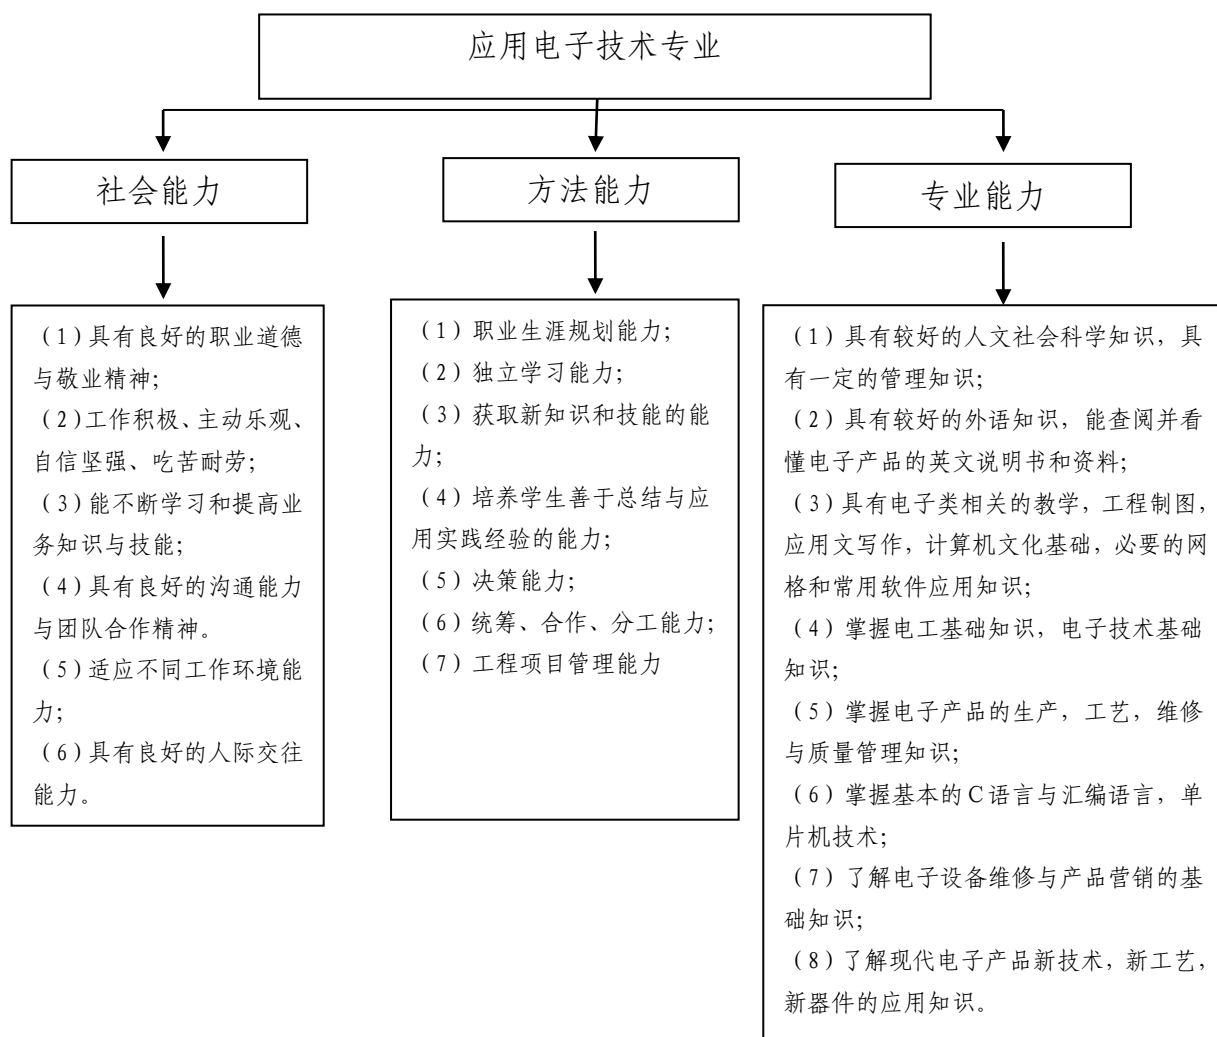 应用电子技术专业
社会能力
方法能力
专业能力
（1）具有良好的职业道德
与敬业精神；
（2）工作积极、主动乐观、
自信坚强、吃苦耐劳；
（3）能不断学习和提高业
务知识与技能；
（4）具有良好的沟通能力
与团队合作精神。
（5）适应不同工作环境能
力；
（6）具有良好的人际交往
能力。
（1）职业生涯规划能力；
（2）独立学习能力；
（3）获取新知识和技能的能
力；
（4）培养学生善于总结与应
用实践经验的能力；
（5）决策能力；
（6）统筹、合作、分工能力；
（7）工程项目管理能力
（1）具有较好的人文社会科学知识，具
有一定的管理知识；
（2）具有较好的外语知识，能查阅并看
懂电子产品的英文说明书和资料；
（3）具有电子类相关的教学，工程制图，
应用文写作，计算机文化基础，必要的网
格和常用软件应用知识；
（4）掌握电工基础知识，电子技术基础
知识；
（5）掌握电子产品的生产，工艺，维修
与质量管理知识；
（6）掌握基本的C语言与汇编语言，单
片机技术；
（7）了解电子设备维修与产品营销的基
础知识；
（8）了解现代电子产品新技术，新工艺，
新器件的应用知识。